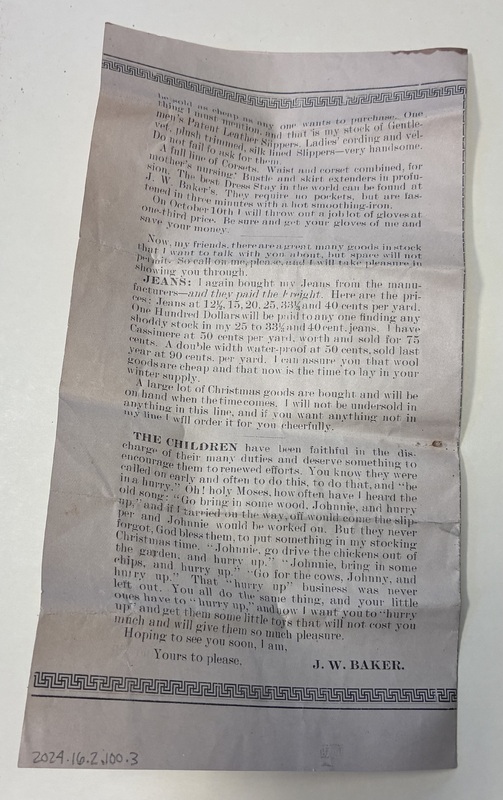 be sold as cheap as any one wants to purchase. One
thing I must mention, and that is my stock of Gentle-
men's Patent Leather Slippers, Ladies' cording and vel-
vet, plush trimmed, silk lined Slippers—very handsome.
Do not fail to ask for them.
A full line of Corsets. Waist and corset combined, for
mother's nursing. Bustle and skirt extenders in profu-
sion. The best Dress Stay in the world can be found at
J. W. Baker's. They require no pockets, but are fas-
tened in three minutes with a hot smoothing-iron.
On October 10th I will throw out a job lot of gloves at
one-third price. Be sure and get your gloves of me and
save your money.
Now, my friends, there are a great many goods in stock
that I want to talk with you about, but space will not
permit. So call on me, please, and I will take pleasure in
showing you through.
JEANS: I again bought my Jeans from the manu-
facturers—and they paid the freight. Here are the pri-
ces: Jeans at 12½, 15, 20, 25, 33⅓ and 40 cents per yard.
One Hundred Dollars will be paid to any one finding any
shoddy stock in my 25 to 33⅓ and 40 cent. jeans. I have
Cassimere at 50 cents per yard, worth and sold for 75
cents. A double width water-proof at 50 cents, sold last
year at 90 cents. per yard. I can assure you that wool
goods are cheap and that now is the time to lay in your
winter supply.
A large lot of Christmas goods are bought and will be
on hand when the time comes. I will not be undersold in
anything in this line, and if you want anything not in
my line I will order it for you cheerfully.
THE CHILDREN have been faithful in the dis-
charge of their many duties and deserve something to
encourage them to renewed efforts. You know they were
called on early and often to do this, to do that, and "be
in a hurry." Oh! holy Moses, how often have I heard the
old song: "Go bring in some wood, Johnnie, and hurry
up," and if I tarried on the way, off would come the slip-
per and Johnnie would be worked on. But they never
forgot, God bless them, to put something in my stocking
Christmas time. "Johnnie, go drive the chickens out of
the garden, and hurry up." "Johnnie, bring in some
chips, and hurry up." "Go for the cows, Johnny, and
hurry up." That "hurry up" business was never
left out. You all do the same thing, and your little
ones have to "hurry up," and now I want you to "hurry
up" and get them some little toys that will not cost you
much and will give them so much pleasure.
Hoping to see you soon, I am,
Yours to please,
J. W. BAKER.
2024.16.2.100.3